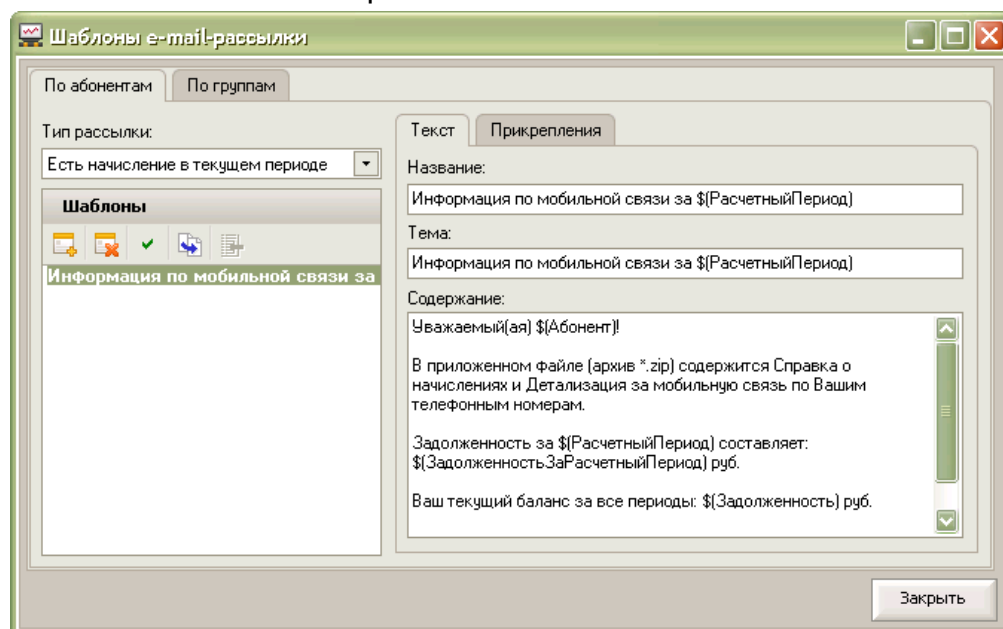 Шаблоны e-mail-рассылки
По абонентам
По группам
Тип рассылки:
Есть начисление в текущем периоде
Шаблоны
Информация по мобильной связи за
Текст
Прикрепления
Название:
Информация по мобильной связи за $(РасчетныйПериод)
Тема:
Информация по мобильной связи за $(РасчетныйПериод)
Содержание:
Уважаемый(ая) $(Абонент)!
В приложенном файле (архив *.zip) содержится Справка о
начислениях и Детализация за мобильную связь по Вашим
телефонным номерам.
Задолженность за $(РасчетныйПериод) составляет:
$(ЗадолженностьЗаРасчетныйПериод) руб.
Ваш текущий баланс за все периоды: $(Задолженность) руб.
Закрыть